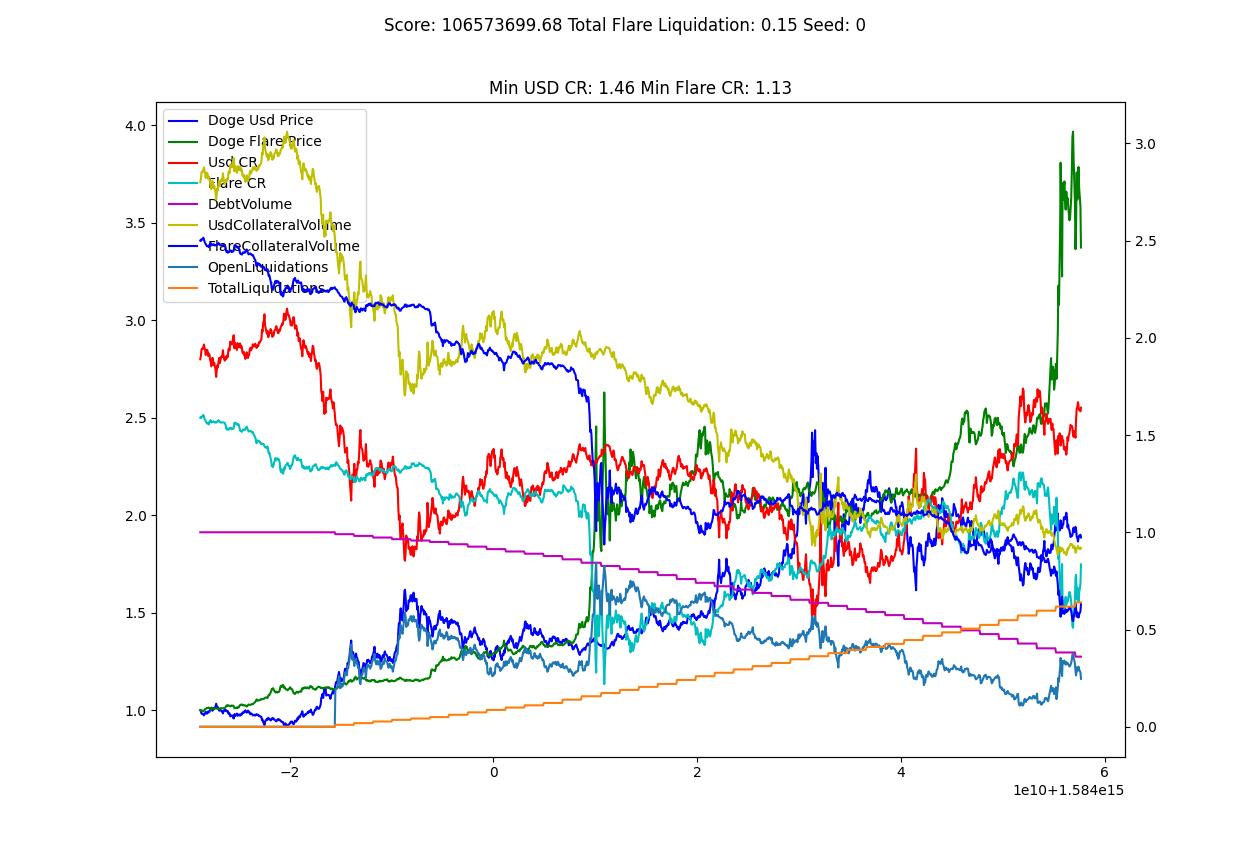 Score: 106573699.68 Total Flare Liquidation: 0.15 Seed: 0
Min USD CR: 1.46 Min Flare CR: 1.13
Doge Usd Price
Doge Flare Price
Usd CR
Flare CR
DebtVolume
UsdCollateralVolume
FlareCollateralVolume
OpenLiquidations
TotalLiquidations
4.0
3.5
3.0
2.5
2.0
1.5
1.0
3.0
2.5
2.0
1.5
1.0
0.5
0.0
−2 0 2 4 6
1e10+1.584e15